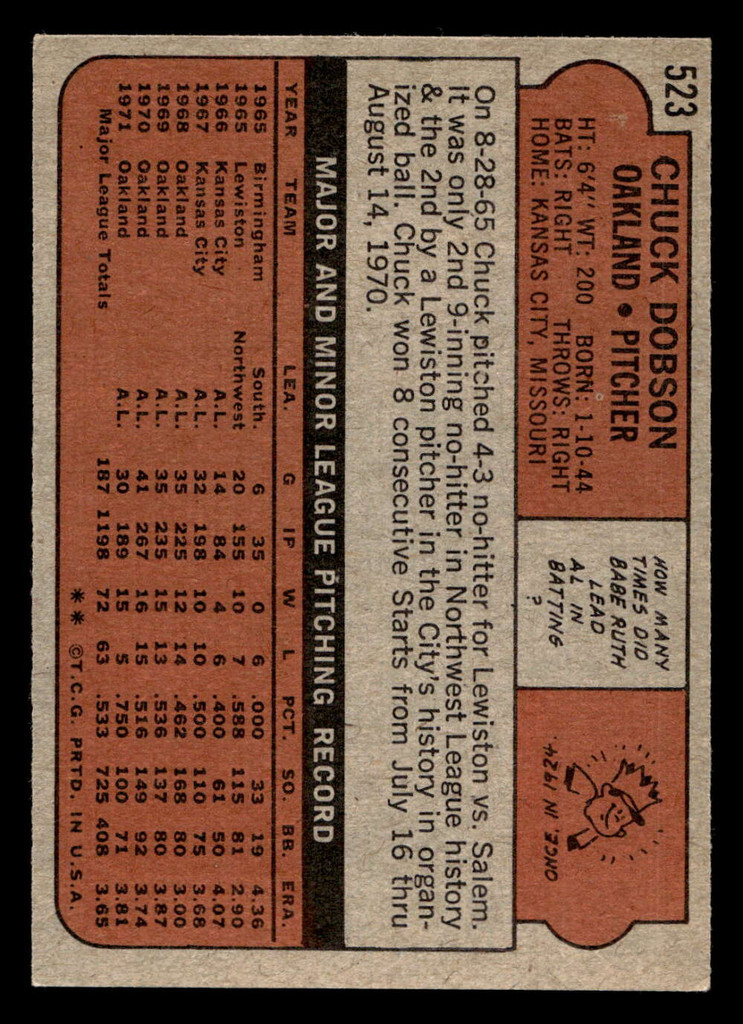 523
CHUCK DOBSON
OAKLAND • PITCHER
HT: 6'4" WT: 200 BORN: 1-10-44
BATS: RIGHT THROWS: RIGHT
HOME: KANSAS CITY, MISSOURI
HOW MANY
TIMES DID
BABE RUTH
LEAD
AL IN
BATTING
?
ONCE, IN 1924.
On 8-28-65 Chuck pitched 4-3 no-hitter for Lewiston vs. Salem.
It was only 2nd 9-inning no-hitter in Northwest League history
& the 2nd by a Lewiston pitcher in the City's history in organ-
ized ball. Chuck won 8 consecutive Starts from July 16 thru
August 14, 1970.
MAJOR AND MINOR LEAGUE PITCHING RECORD
YEAR TEAM LEA. G IP W L PCT. SO. BB. ERA.
1965 Birmingham South. 6 35 0 6 .000 33 19 4.36
1965 Lewiston Northwest 20 155 10 7 .588 115 81 2.90
1966 Kansas City A.L. 14 84 4 6 .400 61 50 4.07
1967 Kansas City A.L. 32 198 10 10 .500 110 75 3.68
1968 Oakland A.L. 35 225 12 14 .462 168 80 3.00
1969 Oakland A.L. 35 235 15 13 .536 137 80 3.87
1970 Oakland A.L. 41 267 16 15 .516 149 92 3.74
1971 Oakland A.L. 30 189 15 5 .750 100 71 3.81
Major League Totals 187 1198 72 63 .533 725 408 3.65
** ©T.C.G. PRTD. IN U.S.A.